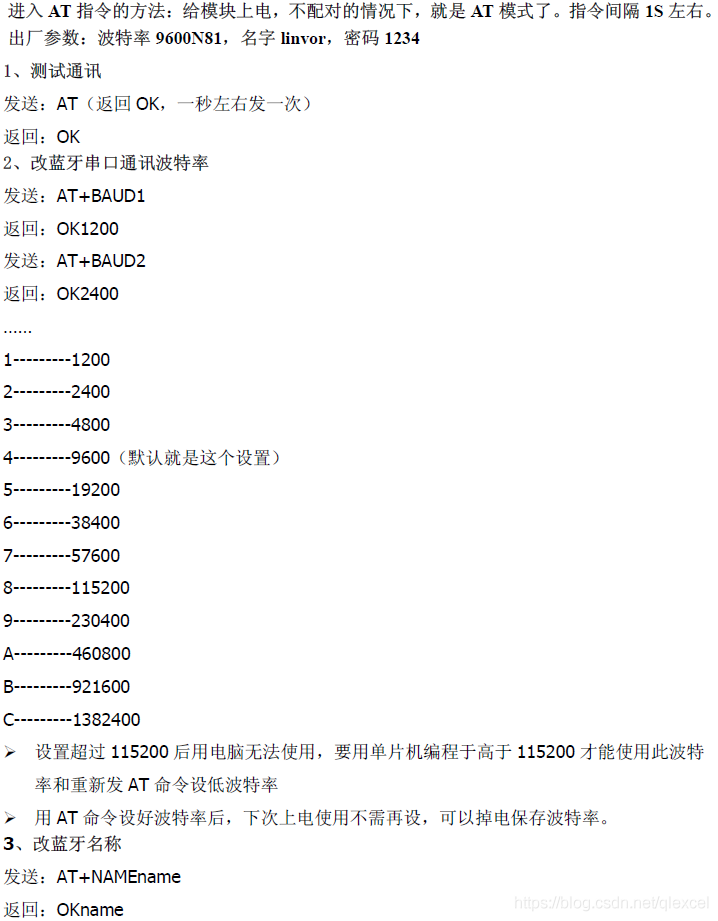 进入 AT 指令的方法：给模块上电，不配对的情况下，就是 AT 模式了。指令间隔 1S 左右。
出厂参数：波特率 9600N81，名字 linvor，密码 1234
1、测试通讯
发送：AT（返回 OK，一秒左右发一次）
返回：OK
2、改蓝牙串口通讯波特率
发送：AT+BAUD1
返回：OK1200
发送：AT+BAUD2
返回：OK2400
……
1---------1200
2---------2400
3---------4800
4---------9600（默认就是这个设置）
5---------19200
6---------38400
7---------57600
8---------115200
9---------230400
A---------460800
B---------921600
C---------1382400
➢ 设置超过 115200 后用电脑无法使用，要用单片机编程于高于 115200 才能使用此波特
率和重新发 AT 命令设低波特率
➢ 用 AT 命令设好波特率后，下次上电使用不需再设，可以掉电保存波特率。
3、改蓝牙名称
发送：AT+NAMEname
返回：OKname
https://blog.csdn.net/qlexcel